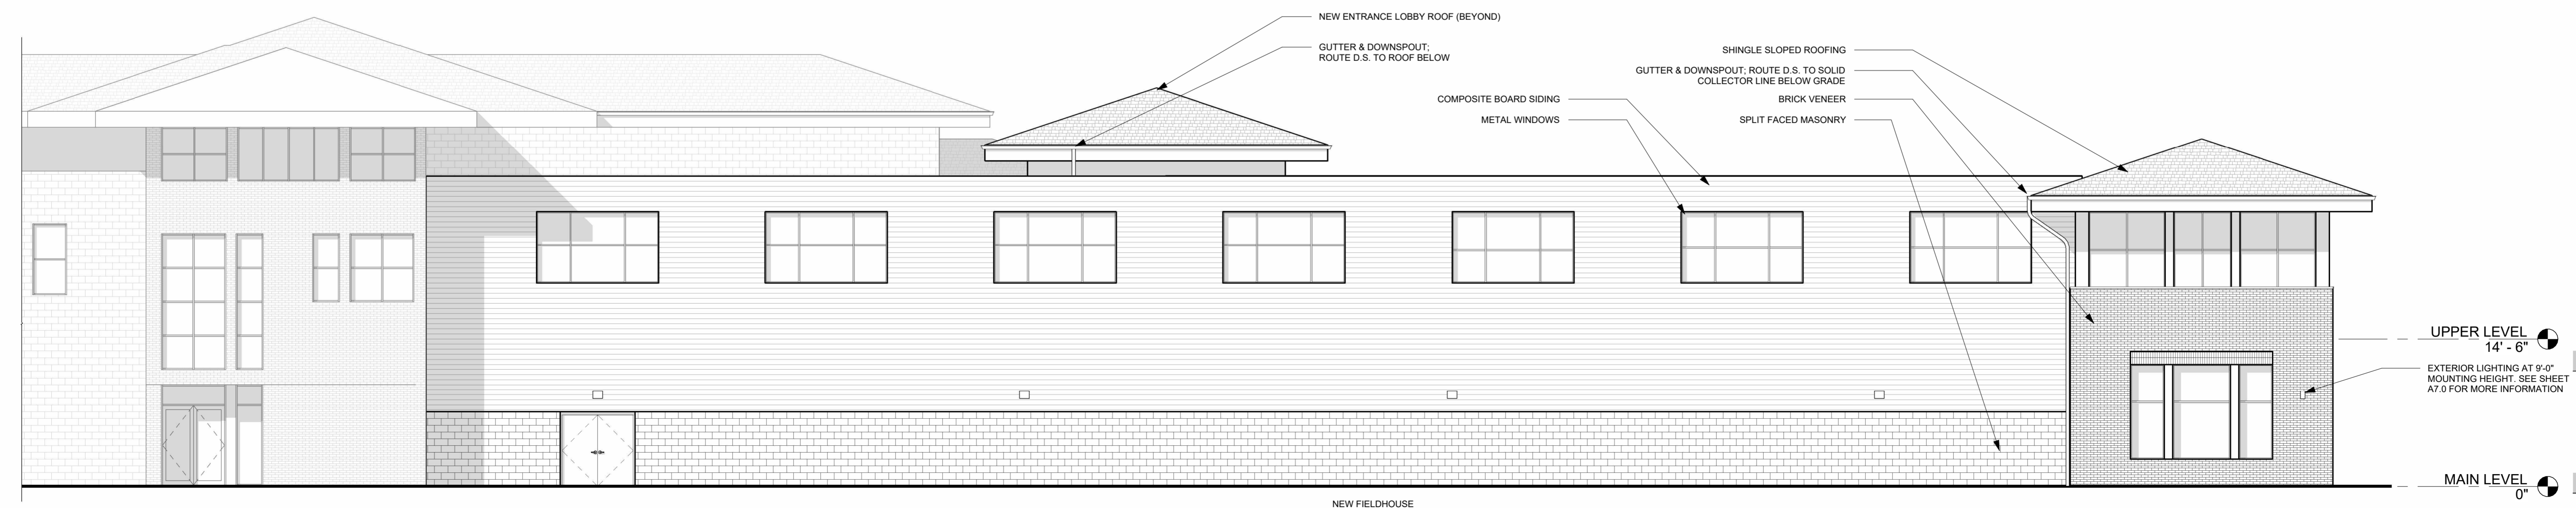 NEW ENTRANCE LOBBY ROOF (BEYOND)
GUTTER & DOWNSPOUT;
ROUTE D.S. TO ROOF BELOW
SHINGLE SLOPED ROOFING
GUTTER & DOWNSPOUT; ROUTE D.S. TO SOLID
COLLECTOR LINE BELOW GRADE
COMPOSITE BOARD SIDING
BRICK VENEER
METAL WINDOWS
SPLIT FACED MASONRY
UPPER LEVEL
14' - 6"
EXTERIOR LIGHTING AT 9'-0"
MOUNTING HEIGHT. SEE SHEET
A7.0 FOR MORE INFORMATION
MAIN LEVEL
0"
NEW FIELDHOUSE